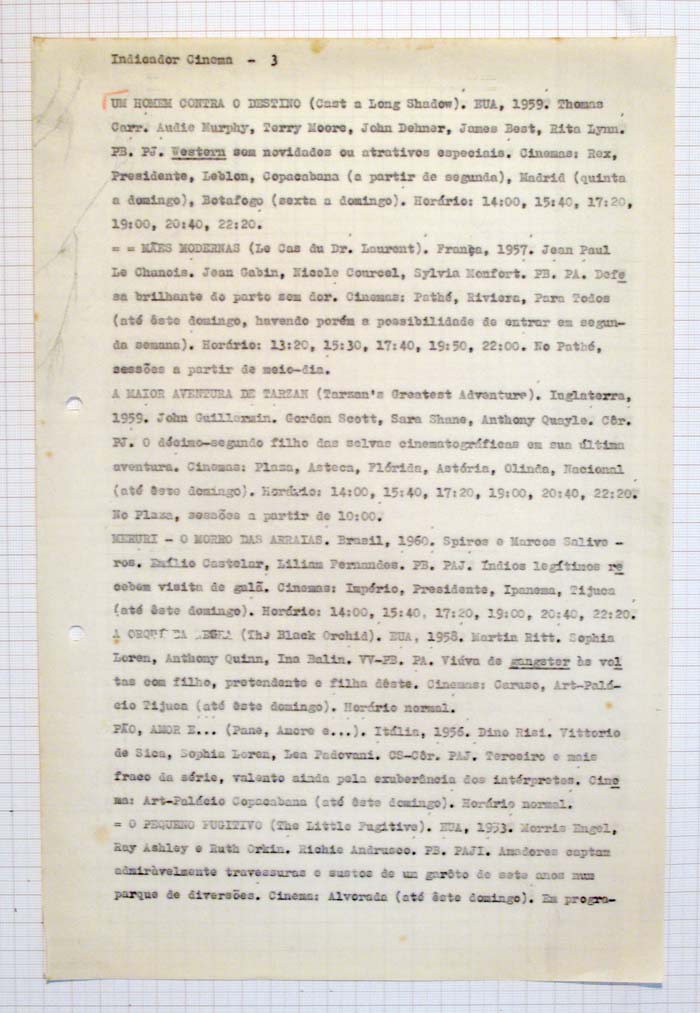 Indicador Cinema - 3
UM HOMEM CONTRA O DESTINO (Cast a Long Shadow). EUA, 1959. Thomas
Carr. Audie Murphy, Terry Moore, John Dehner, James Best, Rita Lynn.
PB. PJ. Western sem novidades ou atrativos especiais. Cinemas: Rex,
Presidente, Leblon, Copacabana (a partir de segunda), Madrid (quinta
a domingo), Botafogo (sexta a domingo). Horário: 14:00, 15:40, 17:20,
19:00, 20:40, 22:20.
= = MÃES MODERNAS (Le Cas du Dr. Laurent). França, 1957. Jean Paul
Le Chanois. Jean Gabin, Nicole Courcel, Sylvia Monfort. PB. PA. Defe
sa brilhante do parto sem dor. Cinemas: Pathé, Riviera, Para Todos
(até êste domingo, havendo porém a possibilidade de entrar em segun-
da semana). Horário: 13:20, 15:30, 17:40, 19:50, 22:00. No Pathé,
sessões a partir de meio-dia.
A MAIOR AVENTURA DE TARZAN (Tarzan's Greatest Adventure). Inglaterra,
1959. John Guillermin. Gordon Scott, Sara Shane, Anthony Quayle. Côr.
PJ. O décimo-segundo filho das selvas cinematográficas em sua última
aventura. Cinemas: Plaza, Asteca, Flórida, Astória, Olinda, Nacional
(até êste domingo). Horário: 14:00, 15:40, 17:20, 19:00, 20:40, 22:20.
No Plaza, sessões a partir de 10:00.
MERURI - O MORRO DAS ARRAIAS. Brasil, 1960. Spiros e Marcos Salive -
ros. Emílio Castelar, Liliam Fernandes. PB. PAJ. Índios legítimos re
cebem visita de galã. Cinemas: Império, Presidente, Ipanema, Tijuca
(até êste domingo). Horário: 14:00, 15:40, 17:20, 19:00, 20:40, 22:20.
A (The Black Orchid). EUA, 1958. Martin Ritt. Sophia
Loren, Anthony Quinn, Ina Balin. VV-PB. PA. Viúva de gangster às vol
tas com filho, pretendente e filha dêste. Cinemas: Caruso, Art-Palá-
cio Tijuca (até êste domingo). Horário normal.
PÃO, AMOR E... (Pane, Amore e...). Itália, 1956. Dino Risi. Vittorio
de Sica, Sophia Loren, Lea Padovani. CS-Côr. PAJ. Terceiro e mais
fraco da série, valento ainda pela exuberância dos intérpretes. Cine
ma: Art-Palácio Copacabana (até êste domingo). Horário normal.
= O PEQUENO FUGITIVO (The Little Fugitive). EUA, 1953. Morris Engel,
Ray Ashley e Ruth Orkin. Richie Andrusco. PB. PAJI. Amadores captam
admiràvelmente travessuras e sustos de um garôto de sete anos num
parque de diversões. Cinema: Alvorada (até êste domingo). Em progra-